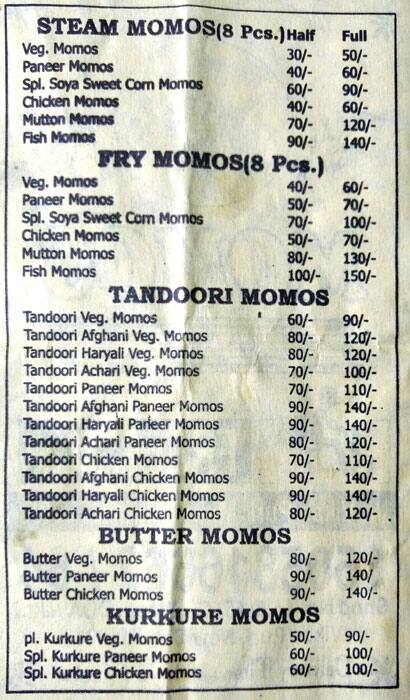 STEAM MOMOS(8 Pcs.) Half Full
Veg. Momos 30/- 50/-
Paneer Momos 40/- 60/-
Spl. Soya Sweet Corn Momos 60/- 90/-
Chicken Momos 40/- 60/-
Mutton Momos 70/- 120/-
Fish Momos 90/- 140/-
FRY MOMOS(8 Pcs.)
Veg. Momos 40/- 60/-
Paneer Momos 50/- 70/-
Spl. Soya Sweet Corn Momos 70/- 100/-
Chicken Momos 50/- 70/-
Mutton Momos 80/- 130/-
Fish Momos 100/- 150/-
TANDOORI MOMOS
Tandoori Veg. Momos 60/- 90/-
Tandoori Afghani Veg. Momos 80/- 120/-
Tandoori Haryali Veg. Momos 80/- 120/-
Tandoori Achari Veg. Momos 70/- 100/-
Tandoori Paneer Momos 70/- 110/-
Tandoori Afghani Paneer Momos 90/- 140/-
Tandoori Haryali Paneer Momos 90/- 140/-
Tandoori Achari Paneer Momos 80/- 120/-
Tandoori Chicken Momos 70/- 110/-
Tandoori Afghani Chicken Momos 90/- 140/-
Tandoori Haryali Chicken Momos 90/- 140/-
Tandoori Achari Chicken Momos 80/- 120/-
BUTTER MOMOS
Butter Veg. Momos 80/- 120/-
Butter Paneer Momos 90/- 140/
Butter Chicken Momos 90/- 140/-
KURKURE MOMOS
pl. Kurkure Veg. Momos 50/- 90/-
Spl. Kurkure Paneer Momos 60/- 100/
Spl. Kurkure Chicken Momos 60/- 100/-